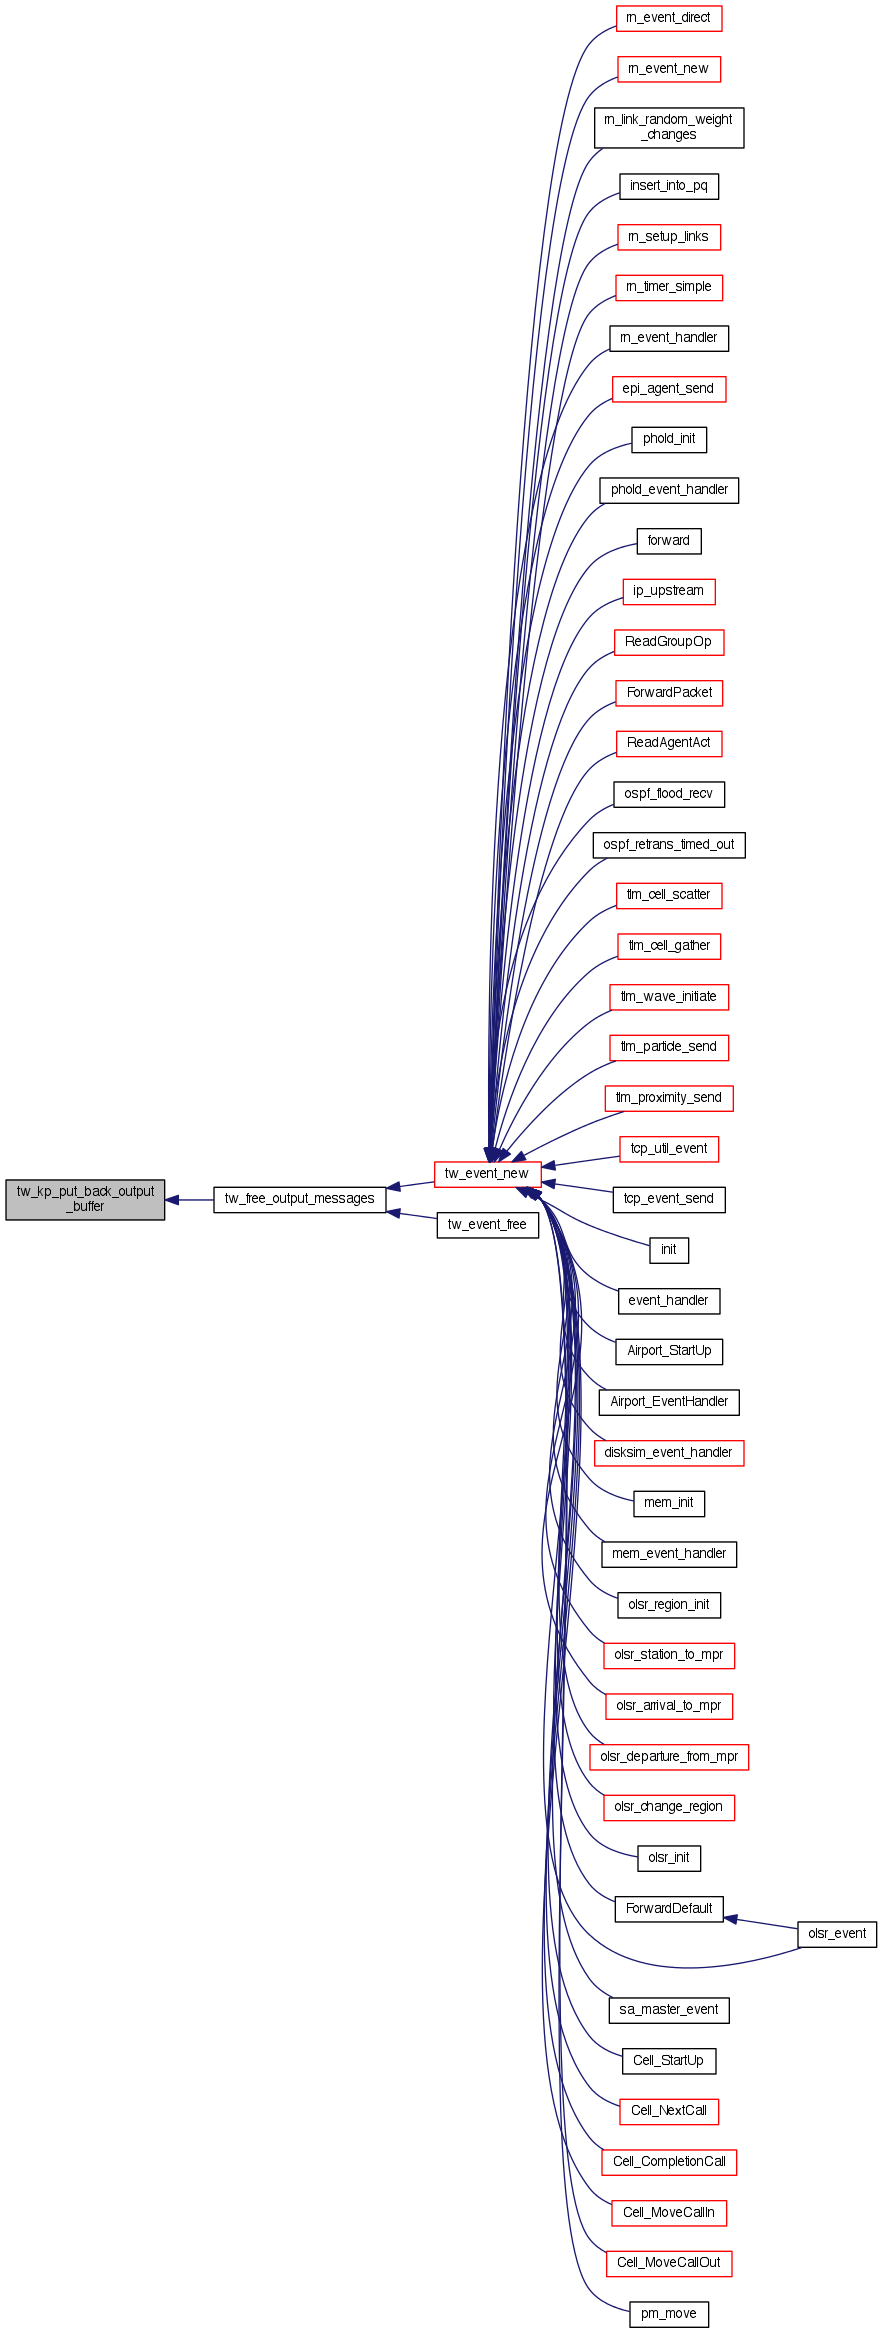 rn_event_direct
rn_event_new
rn_link_random_weight
_changes
insert_into_pq
rn_setup_links
rn_timer_simple
rn_event_handler
epi_agent_send
phold_init
phold_event_handler
forward
ip_upstream
ReadGroupOp
ForwardPacket
ReadAgentAct
ospf_flood_recv
ospf_retrans_timed_out
tlm_cell_scatter
tlm_cell_gather
tlm_wave_initiate
tlm_particle_send
tlm_proximity_send
tcp_util_event
tw_event_new
tw_kp_put_back_output
_buffer
tw_free_output_messages
tcp_event_send
tw_event_free
init
event_handler
Airport_StartUp
Airport_EventHandler
disksim_event_handler
mem_init
mem_event_handler
olsr_region_init
olsr_station_to_mpr
olsr_arrival_to_mpr
olsr_departure_from_mpr
olsr_change_region
olsr_init
ForwardDefault
olsr_event
sa_master_event
Cell_StartUp
Cell_NextCall
Cell_CompletionCall
Cell_MoveCallIn
Cell_MoveCallOut
pm_move